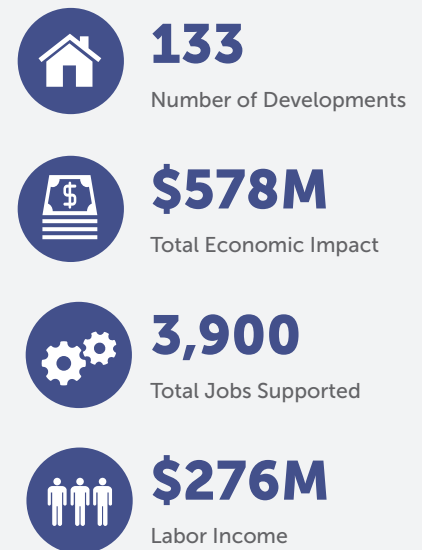 133
Number of Developments
$
$578M
Total Economic Impact
3,900
Total Jobs Supported
$276M
Labor Income